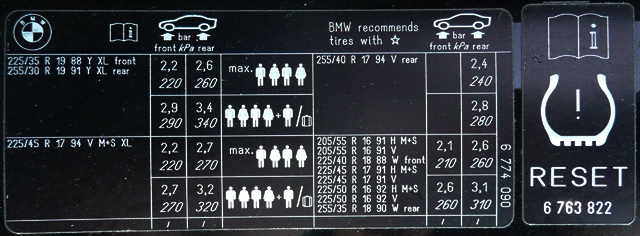 BMW
i
bar
front kPa rear
BMW recommends
tires with ☆
bar
front kPa rear
i
225/35 R 19 88 Y XL front
255/30 R 19 91 Y XL rear
2,2 2,6
220 260
max.
2,9 3,4
290 340
+ /
255/40 R 17 94 V rear
2,4
240
2,8
280
225/45 R 17 94 V M+S XL
2,2 2,7
220 270
max.
2,7 3,2
270 320
+ /
205/55 R 16 91 H M+S
205/55 R 16 91 V
225/40 R 18 88 W front
225/45 R 17 91 H M+S
225/45 R 17 91 V
225/50 R 16 92 H M+S
225/50 R 16 92 V
255/35 R 18 90 W rear
2,1 2,6
210 260
2,6 3,1
260 310
/ / / /
6 774 090
!
RESET
6 763 822